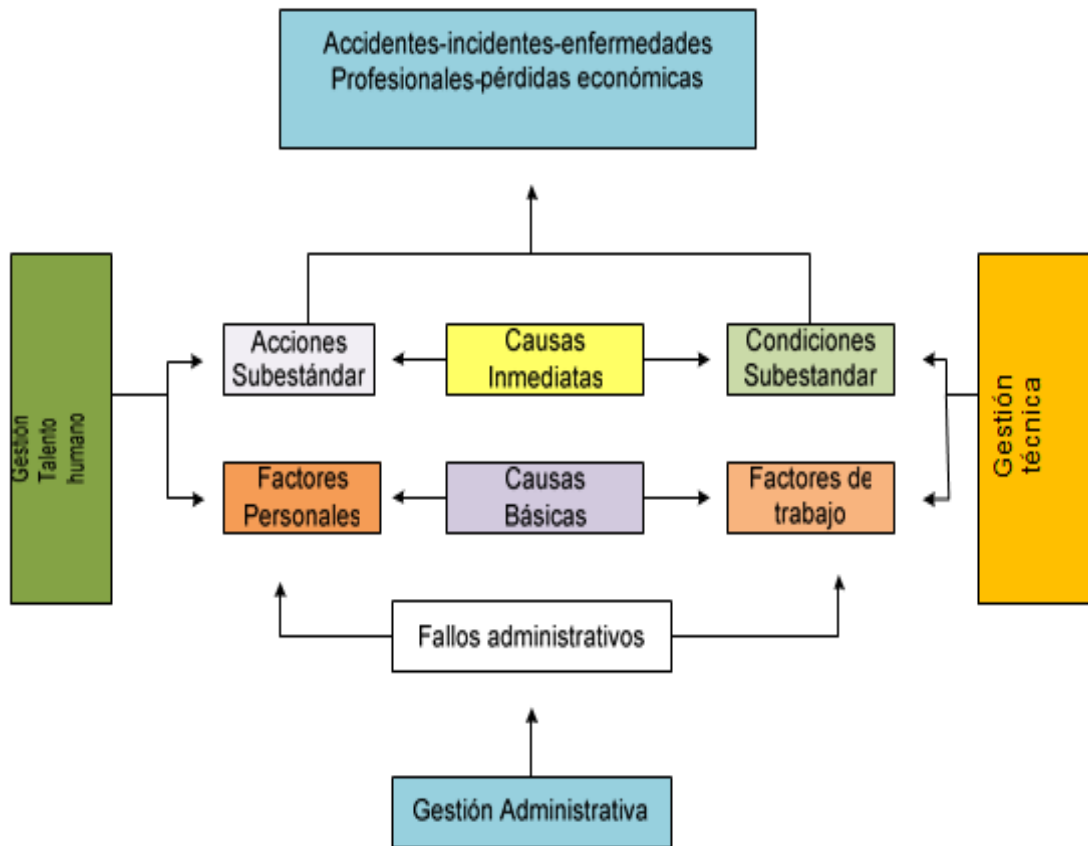 Accidentes-incidentes-enfermedades
Profesionales-pérdidas económicas
Gestión
Talento
humano
Acciones
Subestándar
Causas
Inmediatas
Condiciones
Subestandar
Gestión
técnica
Factores
Personales
Causas
Básicas
Factores de
trabajo
Fallos administrativos
Gestión Administrativa